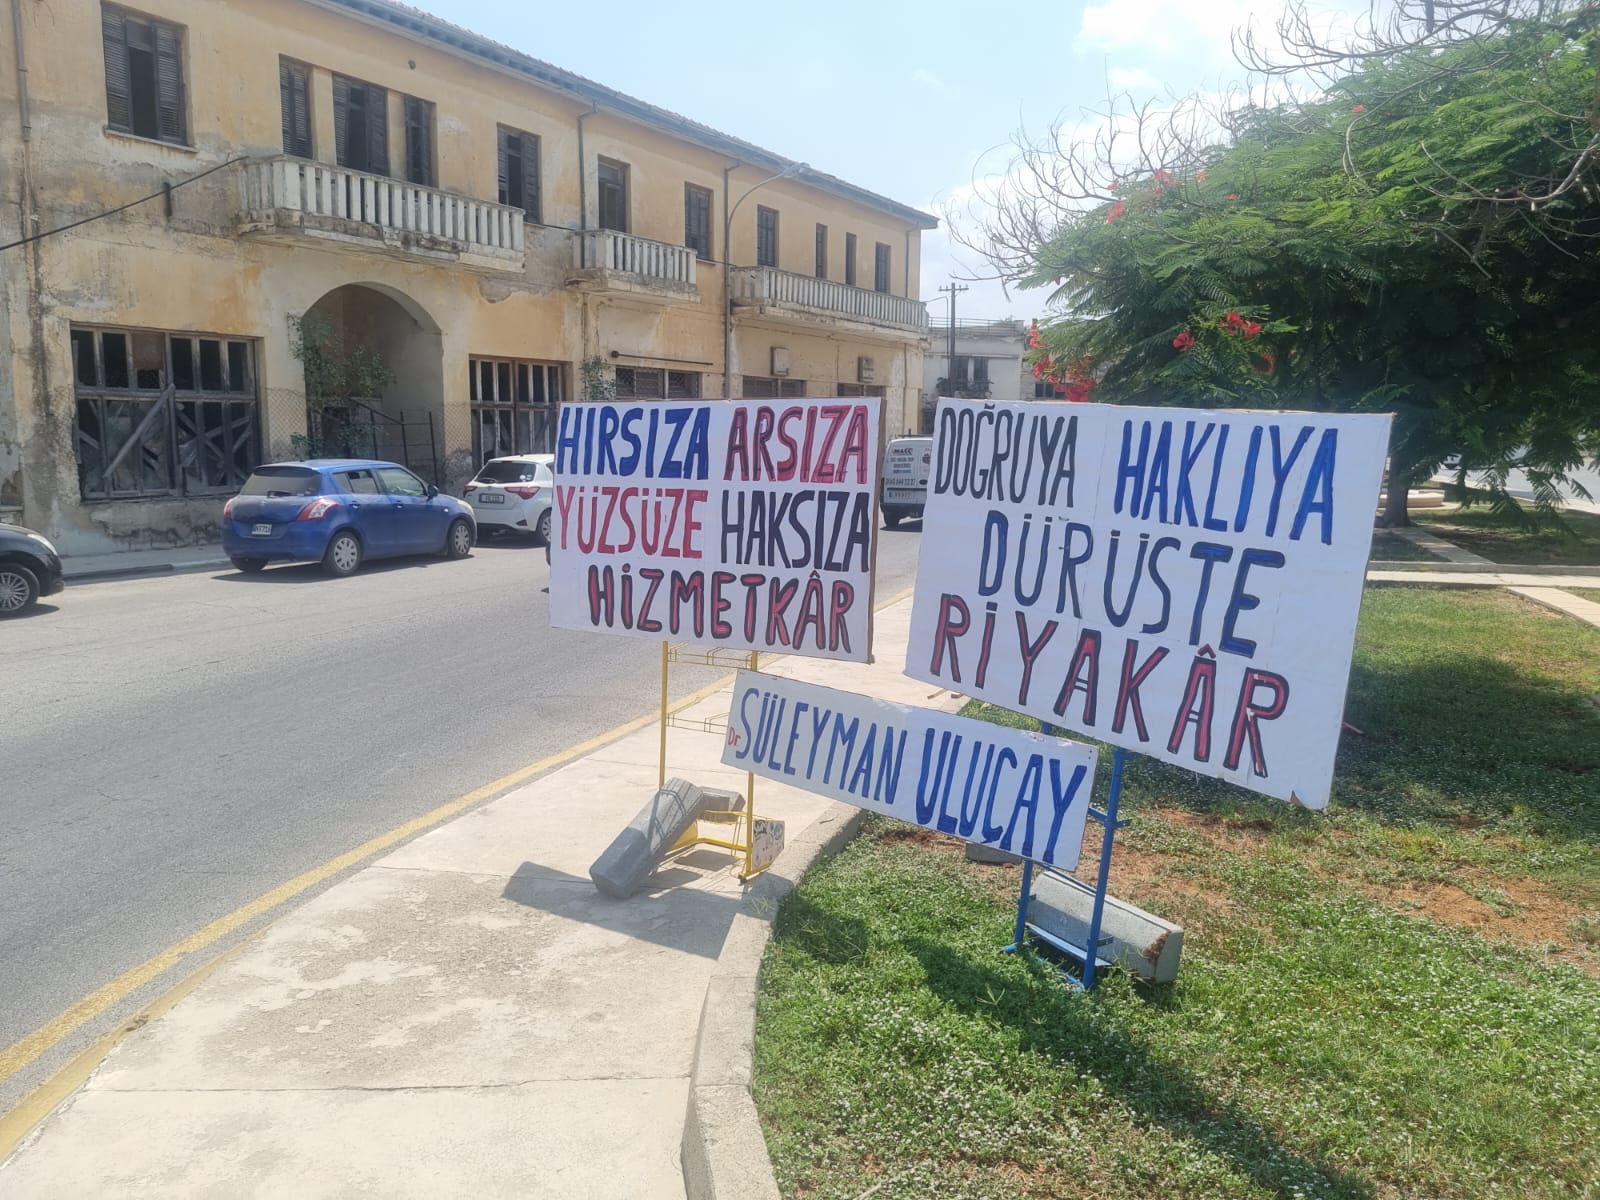 HIRSIZA ARSIZA
YÜZSÜZE HAKSIZA
HİZMETKÂR
DOĞRUYA HAKLIYA
DÜRÜSTE
RİYAKÂR
Dr SÜLEYMAN ULUÇAY